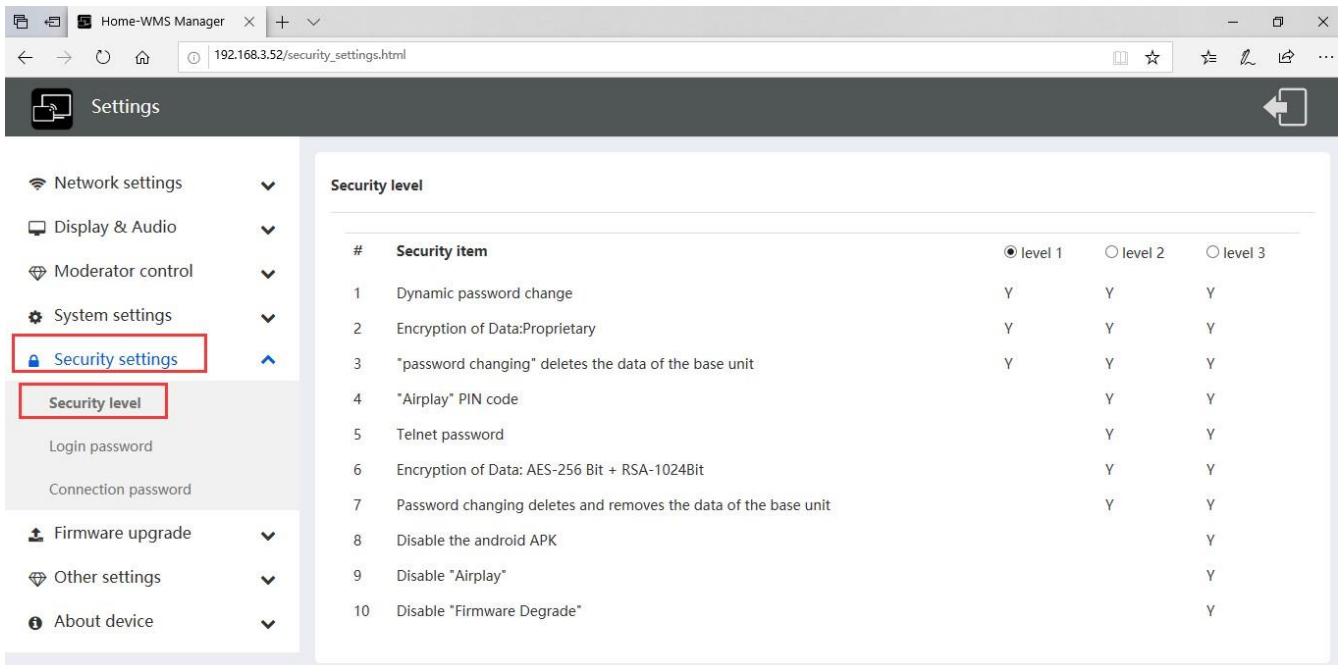 Home-WMS Manager
192.168.3.52/security_settings.html
Settings
Network settings
Display & Audio
Moderator control
System settings
Security settings
Security level
Login password
Connection password
Firmware upgrade
Other settings
About device
Security level
# Security item level 1 level 2 level 3
1 Dynamic password change Y Y Y
2 Encryption of Data:Proprietary Y Y Y
3 "password changing" deletes the data of the base unit Y Y Y
4 "Airplay" PIN code Y Y
5 Telnet password Y Y
6 Encryption of Data: AES-256 Bit + RSA-1024Bit Y Y
7 Password changing deletes and removes the data of the base unit Y Y
8 Disable the android APK Y
9 Disable "Airplay" Y
10 Disable "Firmware Degrade" Y